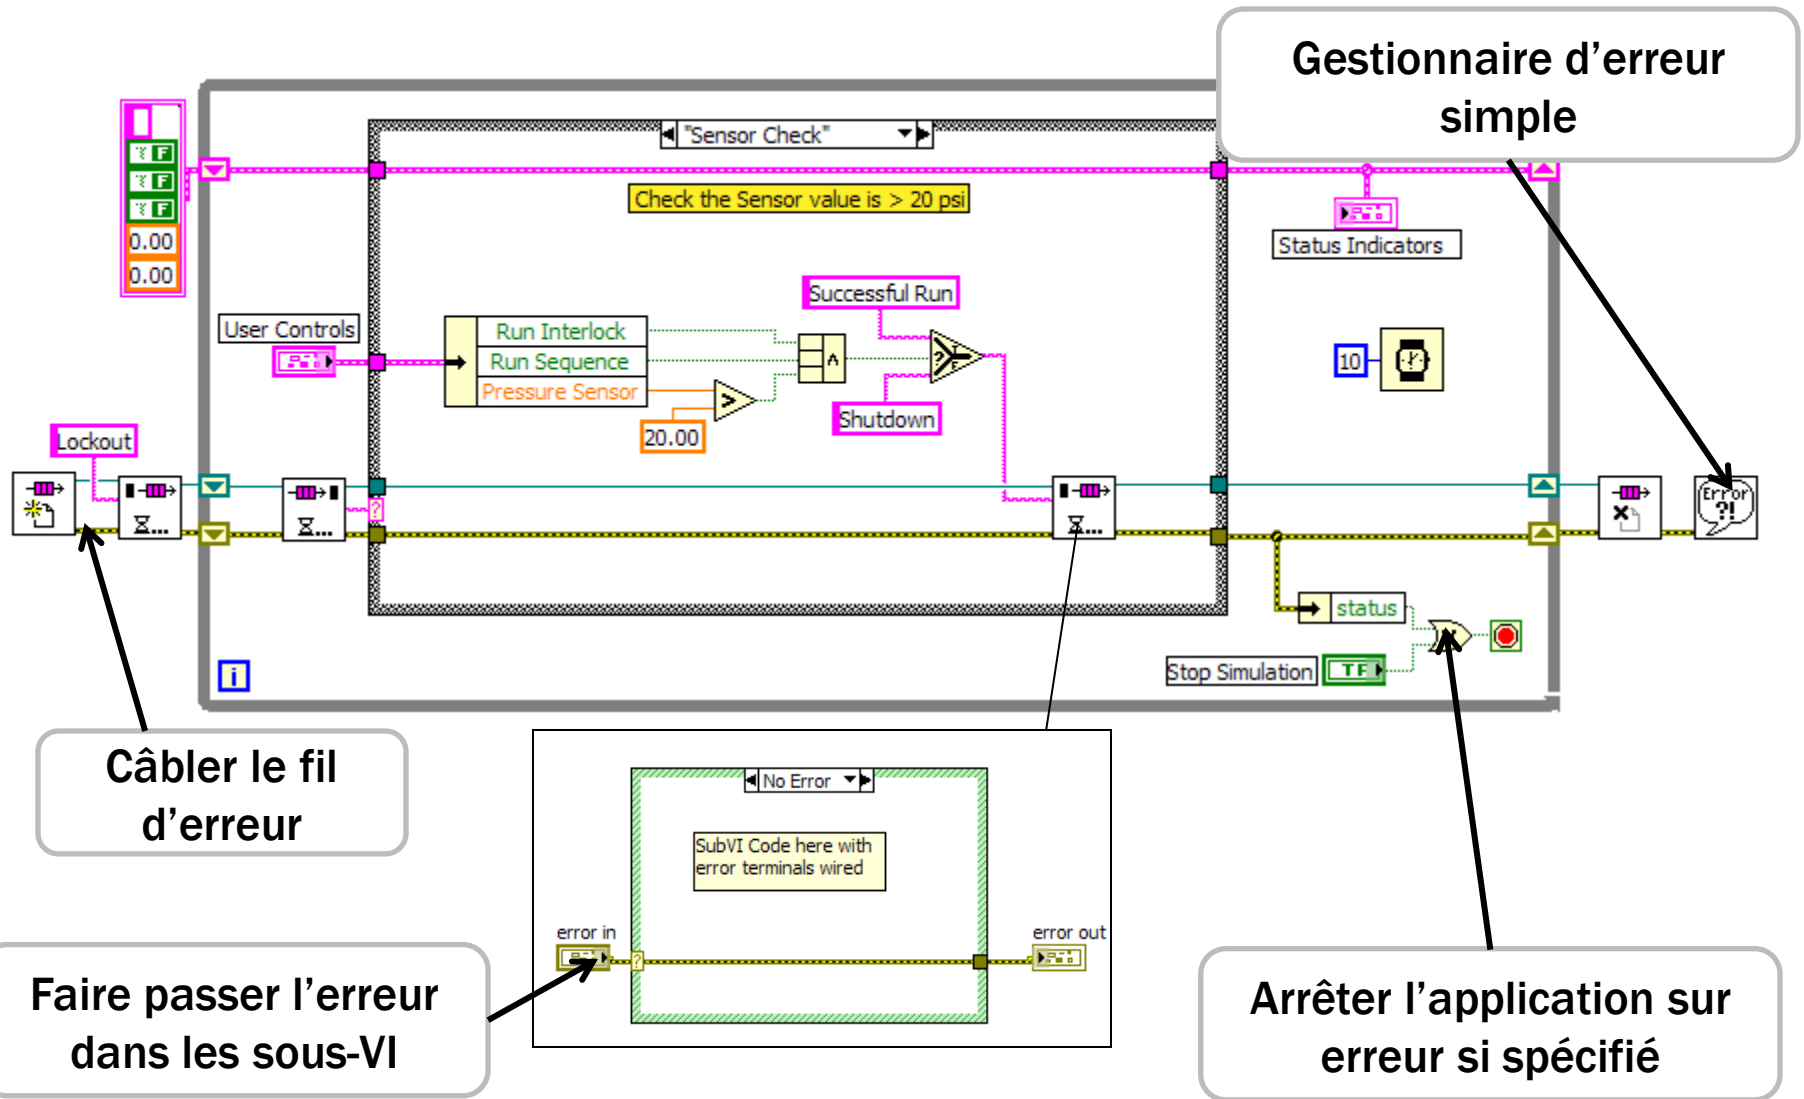 Gestionnaire d’erreur
simple
"Sensor Check"
Check the Sensor value is > 20 psi
F
F
F
0.00
0.00
Status Indicators
Successful Run
User Controls
Run Interlock
Run Sequence
Pressure Sensor
>
20.00
Shutdown
10
Lockout
?
Error
?!
status
Stop Simulation
TF
i
Câbler le fil
d’erreur
No Error
SubVI Code here with
error terminals wired
error in
error out
?
Faire passer l’erreur
dans les sous-VI
Arrêter l’application sur
erreur si spécifié